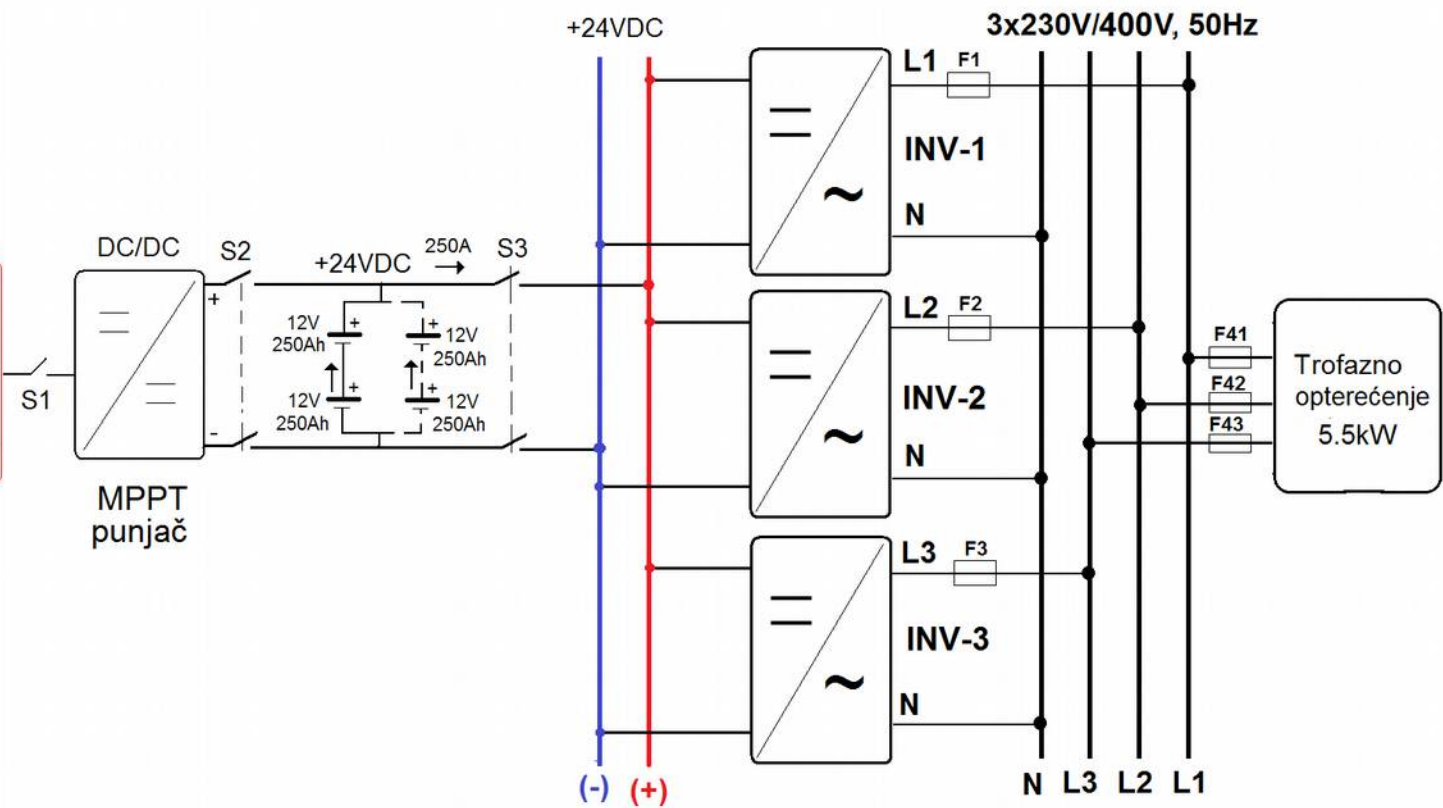 +24VDC
3x230V/400V, 50Hz
L1
F1
INV-1
N
DC/DC
S2
+24VDC
250A
S3
+
-
12V
250Ah
+
12V
250Ah
+
12V
250Ah
+
12V
250Ah
+
S1
MPPT
punjač
L2
F2
INV-2
N
F41
F42
F43
Trofazno
opterećenje
5.5kW
L3
F3
INV-3
N
(-)
(+)
N
L3
L2
L1